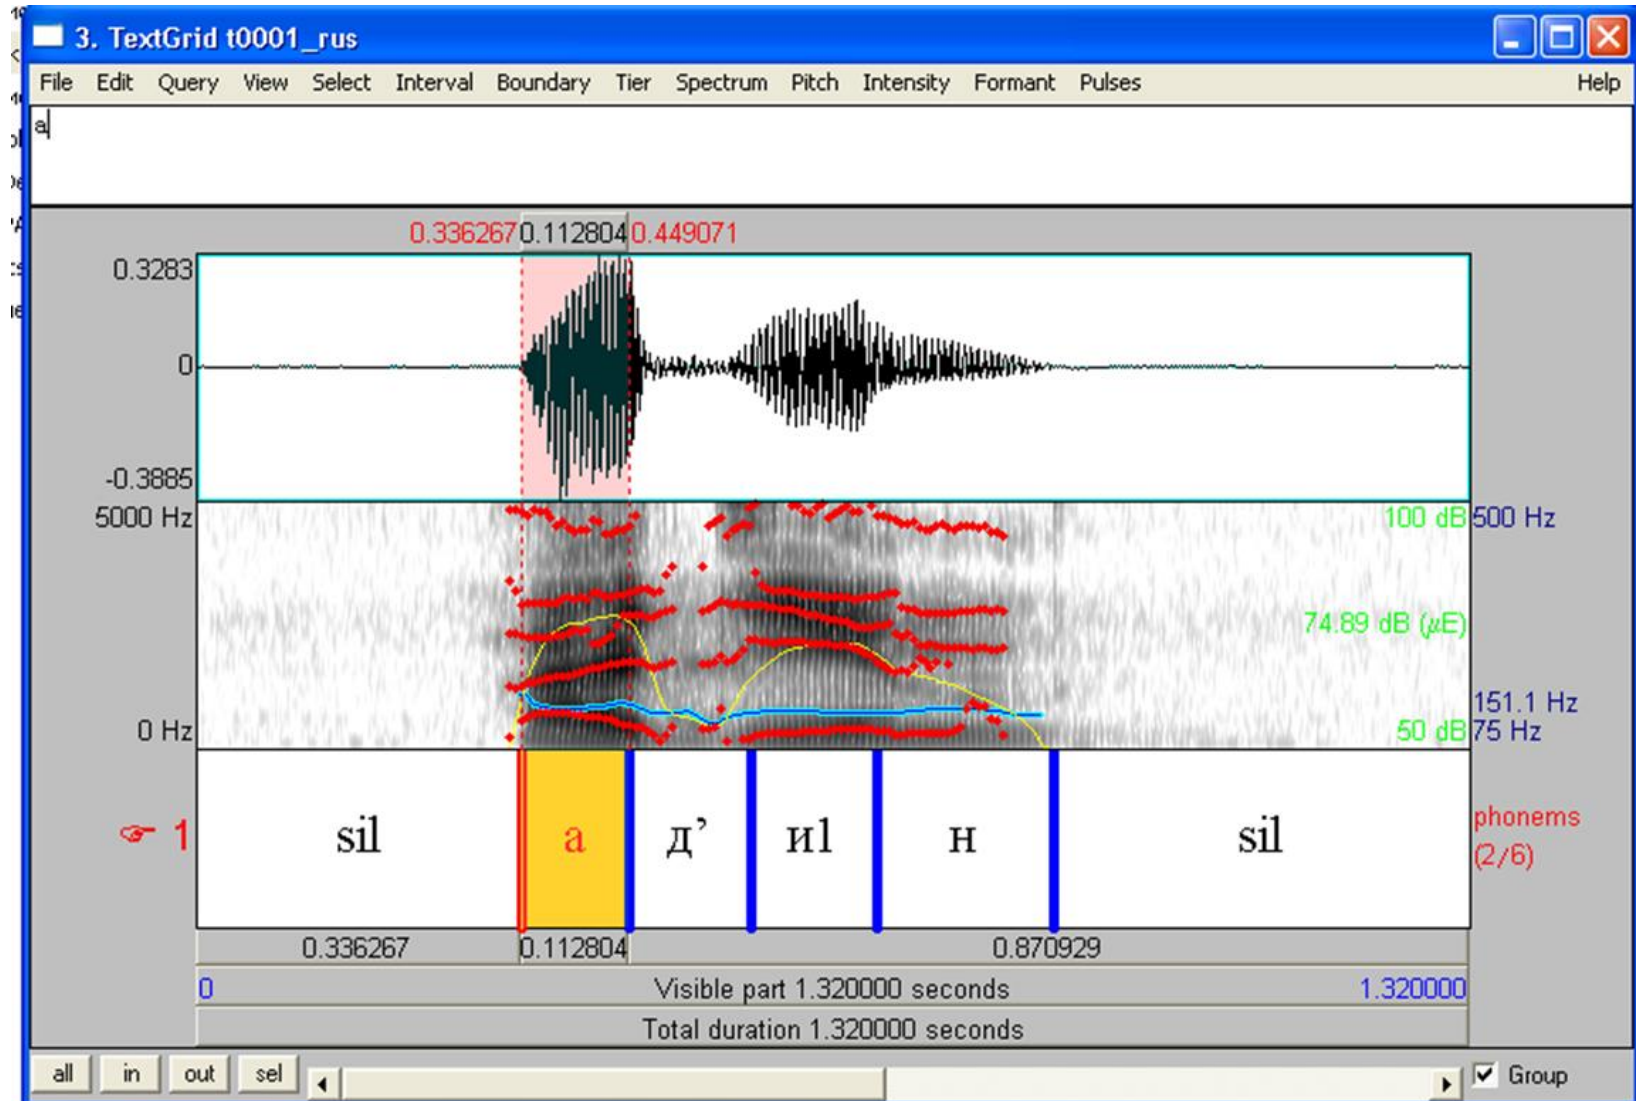 3. TextGrid t0001_rus
File Edit Query View Select Interval Boundary Tier Spectrum Pitch Intensity Formant Pulses Help
a
0.336267 0.112804 0.449071
0.3283
0
-0.3885
5000 Hz 100 dB 500 Hz
74.89 dB (µE)
151.1 Hz
0 Hz 50 dB 75 Hz
1 sil а д’ и1 н sil phonems
(2/6)
0.336267 0.112804 0.870929
0 Visible part 1.320000 seconds 1.320000
Total duration 1.320000 seconds
all in out sel Group